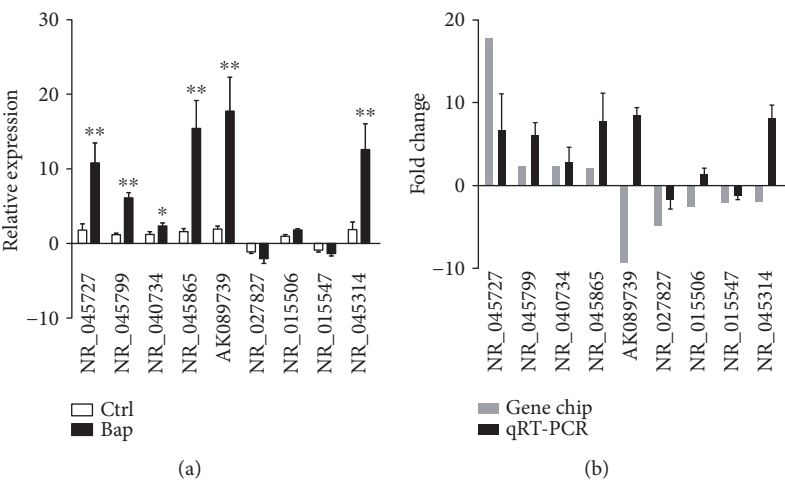 30
20
10
0
−10
Relative expression
**
**
*
**
**
**
NR_045727
NR_045799
NR_040734
NR_045865
AK089739
NR_027827
NR_015506
NR_015547
NR_045314
Ctrl
Bap
(a)
20
10
0
−10
Fold change
NR_045727
NR_045799
NR_040734
NR_045865
AK089739
NR_027827
NR_015506
NR_015547
NR_045314
Gene chip
qRT-PCR
(b)